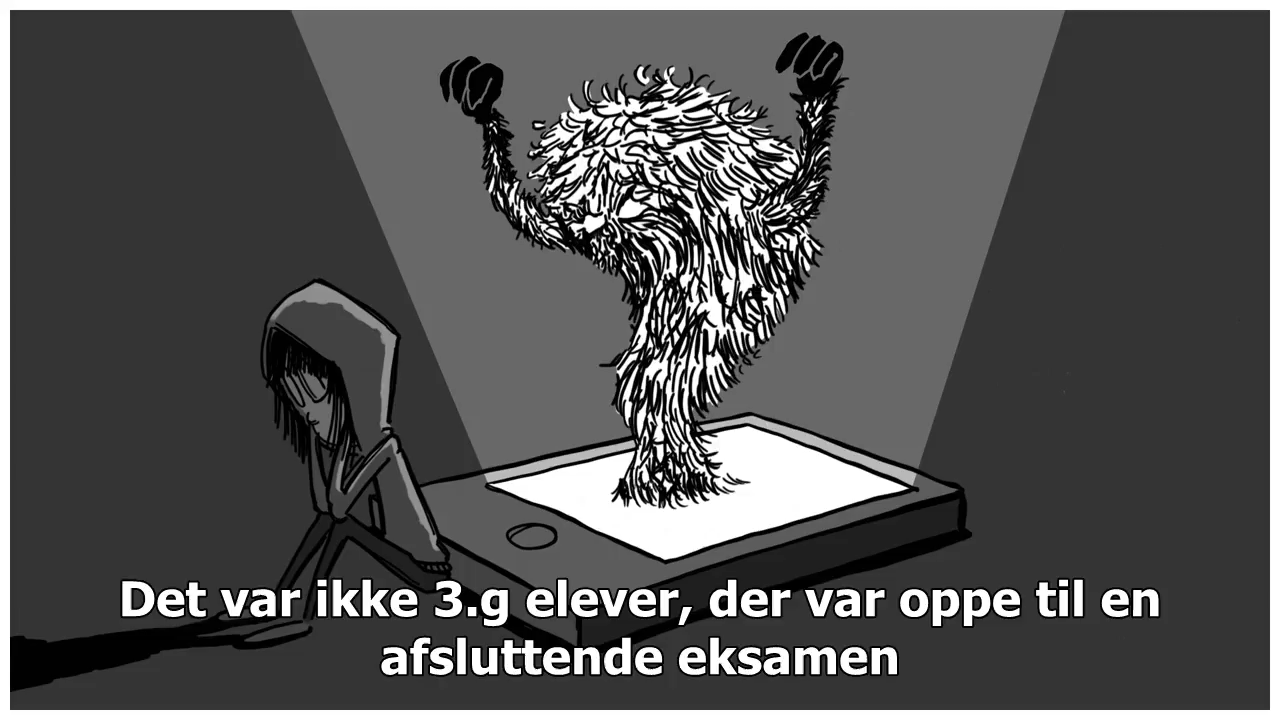 Det var ikke 3.g elever, der var oppe til en
afsluttende eksamen